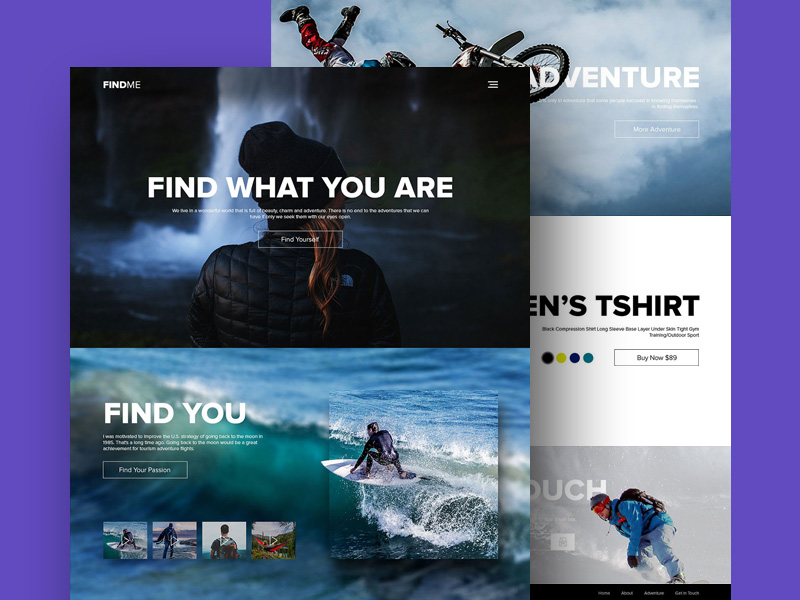 FINDME
FIND WHAT YOU ARE
We live in a wonderful world that is full of beauty, charm and adventure. There is no end to the adventures that we can
have if only we seek them with our eyes open.
Find Yourself
FIND YOU
I was motivated to improve the U.S. strategy of going back to the moon in
1985. That's a long time ago. Going back to the moon would be a great
achievement for tourism adventure flights.
Find Your Passion
ADVENTURE
More Adventure
EN'S TSHIRT
Black Compression Shirt Long Sleeve Base Layer Under Skin Tight Gym
Training/Outdoor Sport
Buy Now $89
OUCH
Home About Adventure Get In Touch